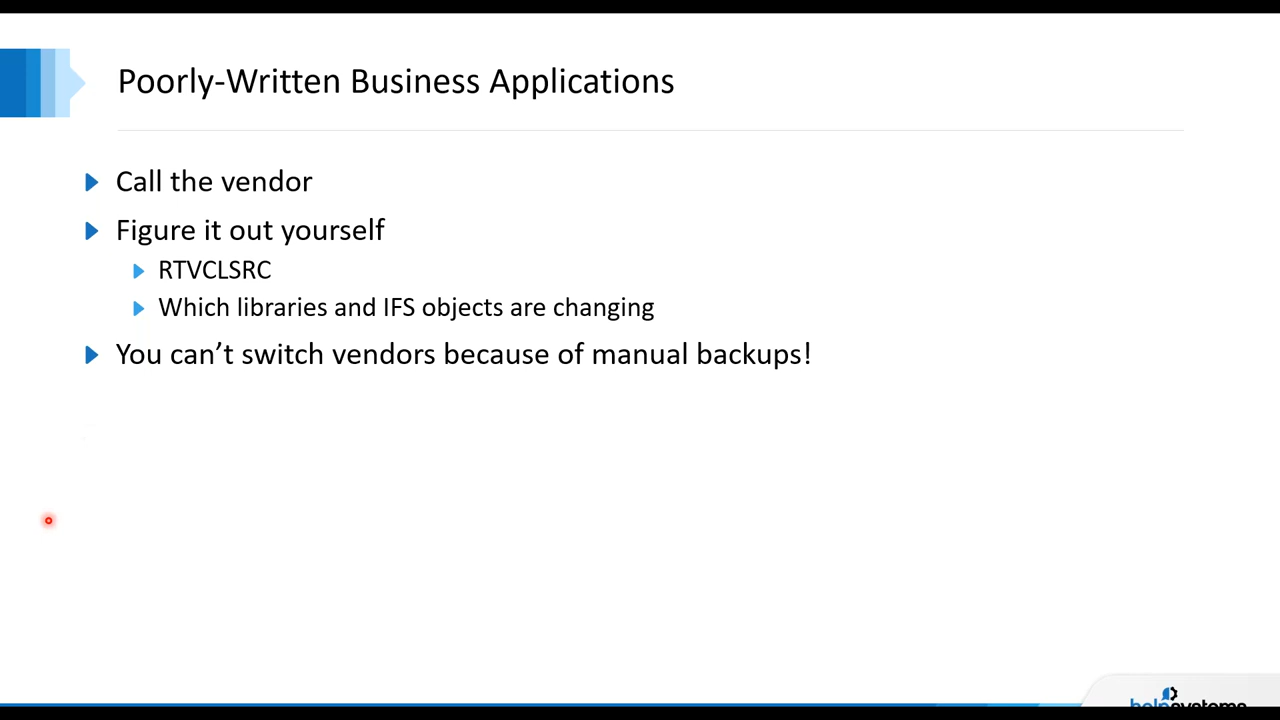 Poorly-Written Business Applications
Call the vendor
Figure it out yourself
RTVCLSRC
Which libraries and IFS objects are changing
You can’t switch vendors because of manual backups!
helpsystems